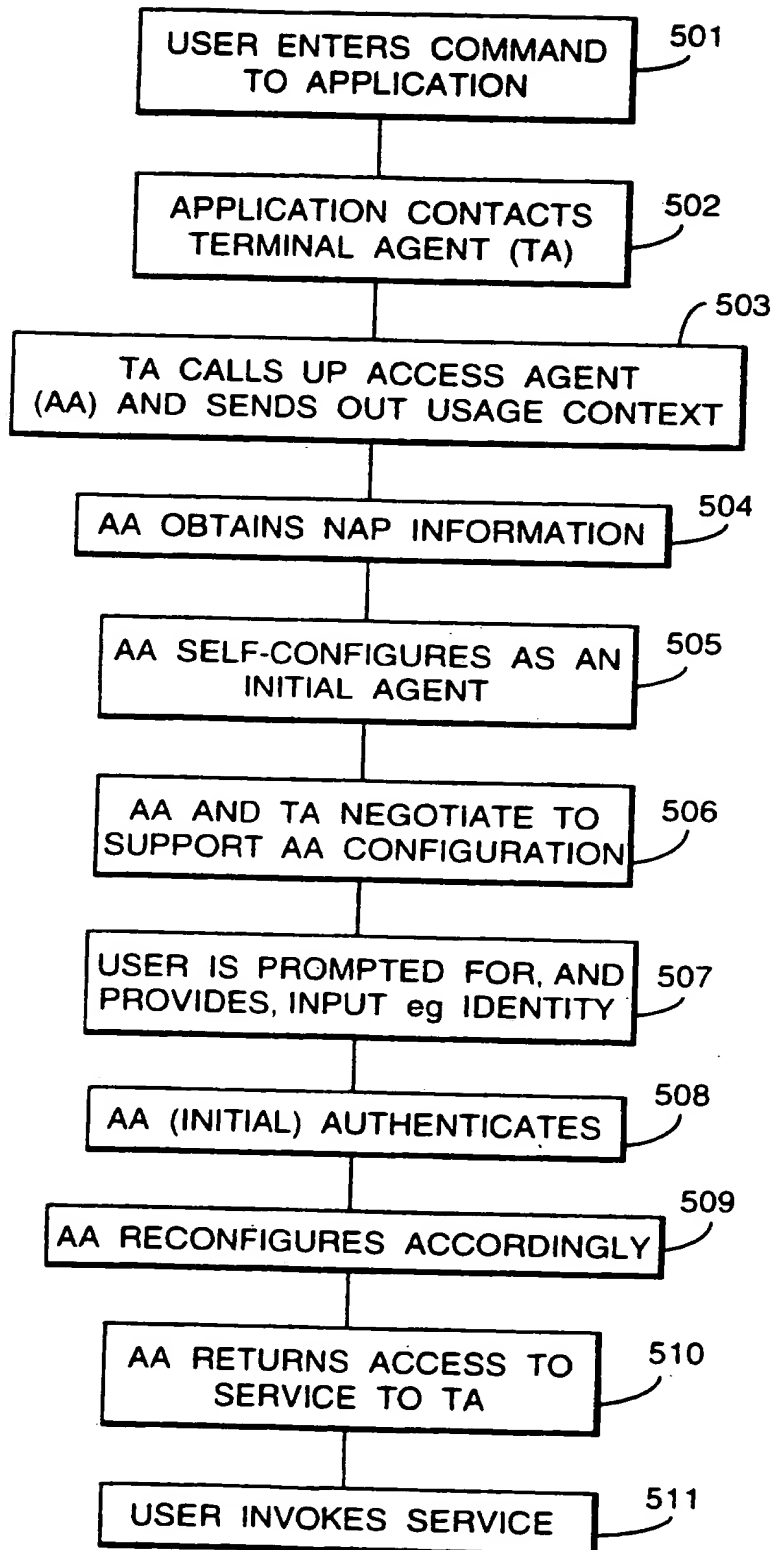 USER ENTERS COMMAND
TO APPLICATION
501
APPLICATION CONTACTS
TERMINAL AGENT (TA)
502
503
TA CALLS UP ACCESS AGENT
(AA) AND SENDS OUT USAGE CONTEXT
AA OBTAINS NAP INFORMATION
504
AA SELF-CONFIGURES AS AN
INITIAL AGENT
505
AA AND TA NEGOTIATE TO
SUPPORT AA CONFIGURATION
506
USER IS PROMPTED FOR, AND
PROVIDES, INPUT eg IDENTITY
507
AA (INITIAL) AUTHENTICATES
508
AA RECONFIGURES ACCORDINGLY
509
AA RETURNS ACCESS TO
SERVICE TO TA
510
USER INVOKES SERVICE
511